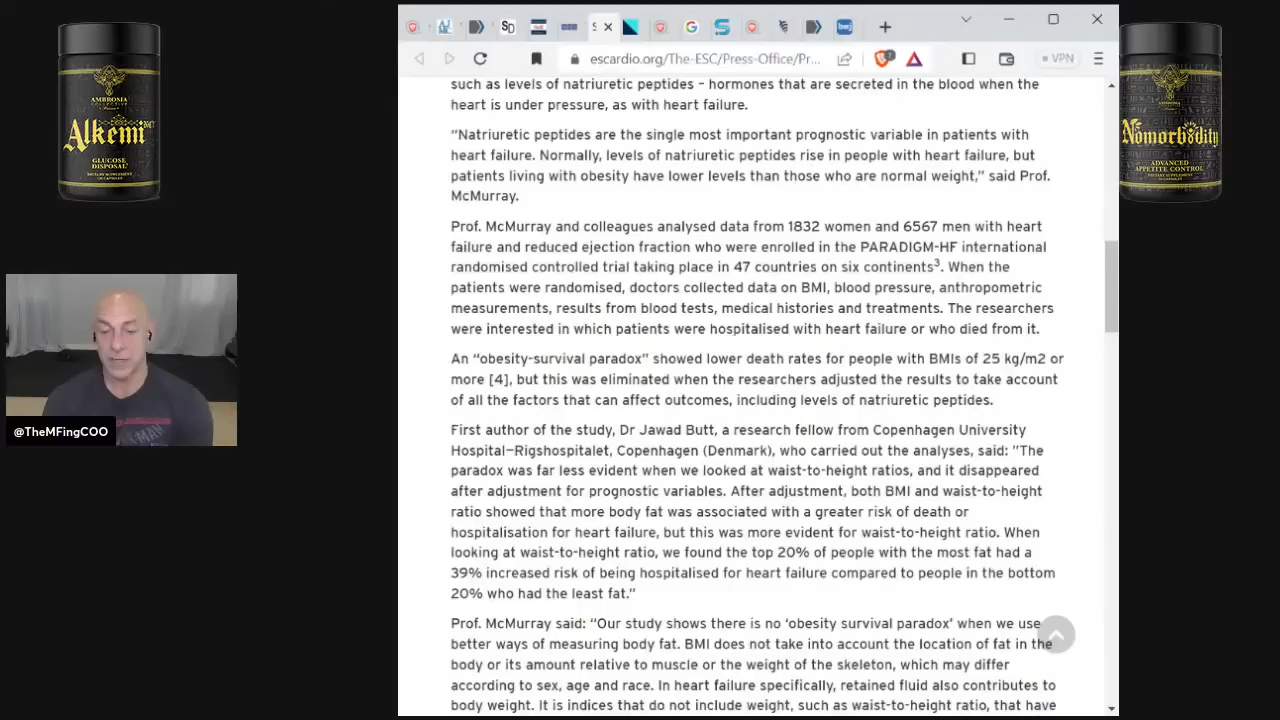 AMBROSIA
COLLECTIVE
Alkemi
GLUCOSE
DISPOSAL
DIETARY SUPPLEMENT
@TheMFingCOO
SD
G
S
bmj
escardio.org/The-ESC/Press-Office/Pr...
VPN
such as levels of natriuretic peptides – hormones that are secreted in the blood when the
heart is under pressure, as with heart failure.
“Natriuretic peptides are the single most important prognostic variable in patients with
heart failure. Normally, levels of natriuretic peptides rise in people with heart failure, but
patients living with obesity have lower levels than those who are normal weight,” said Prof.
McMurray.
Prof. McMurray and colleagues analysed data from 1832 women and 6567 men with heart
failure and reduced ejection fraction who were enrolled in the PARADIGM-HF international
randomised controlled trial taking place in 47 countries on six continents3. When the
patients were randomised, doctors collected data on BMI, blood pressure, anthropometric
measurements, results from blood tests, medical histories and treatments. The researchers
were interested in which patients were hospitalised with heart failure or who died from it.
An “obesity-survival paradox” showed lower death rates for people with BMIs of 25 kg/m2 or
more [4], but this was eliminated when the researchers adjusted the results to take account
of all the factors that can affect outcomes, including levels of natriuretic peptides.
First author of the study, Dr Jawad Butt, a research fellow from Copenhagen University
Hospital—Rigshospitalet, Copenhagen (Denmark), who carried out the analyses, said: “The
paradox was far less evident when we looked at waist-to-height ratios, and it disappeared
after adjustment for prognostic variables. After adjustment, both BMI and waist-to-height
ratio showed that more body fat was associated with a greater risk of death or
hospitalisation for heart failure, but this was more evident for waist-to-height ratio. When
looking at waist-to-height ratio, we found the top 20% of people with the most fat had a
39% increased risk of being hospitalised for heart failure compared to people in the bottom
20% who had the least fat.”
Prof. McMurray said: “Our study shows there is no ‘obesity survival paradox’ when we use
better ways of measuring body fat. BMI does not take into account the location of fat in the
body or its amount relative to muscle or the weight of the skeleton, which may differ
according to sex, age and race. In heart failure specifically, retained fluid also contributes to
body weight. It is indices that do not include weight, such as waist-to-height ratio, that have
Nomorbidity
ADVANCED
APPETITE CONTROL
DIETARY SUPPLEMENT